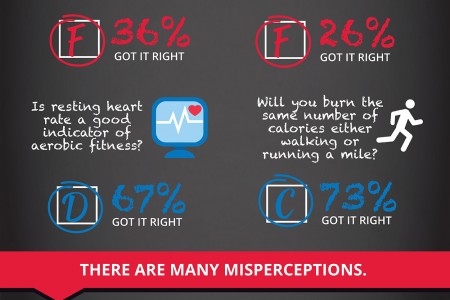 F 36%
GOT IT RIGHT
F 26%
GOT IT RIGHT
Is resting heart
rate a good
indicator of
aerobic fitness?
Will you burn the
same number of
calories either
walking or
running a mile?
D 67%
GOT IT RIGHT
C 73%
GOT IT RIGHT
THERE ARE MANY MISPERCEPTIONS.